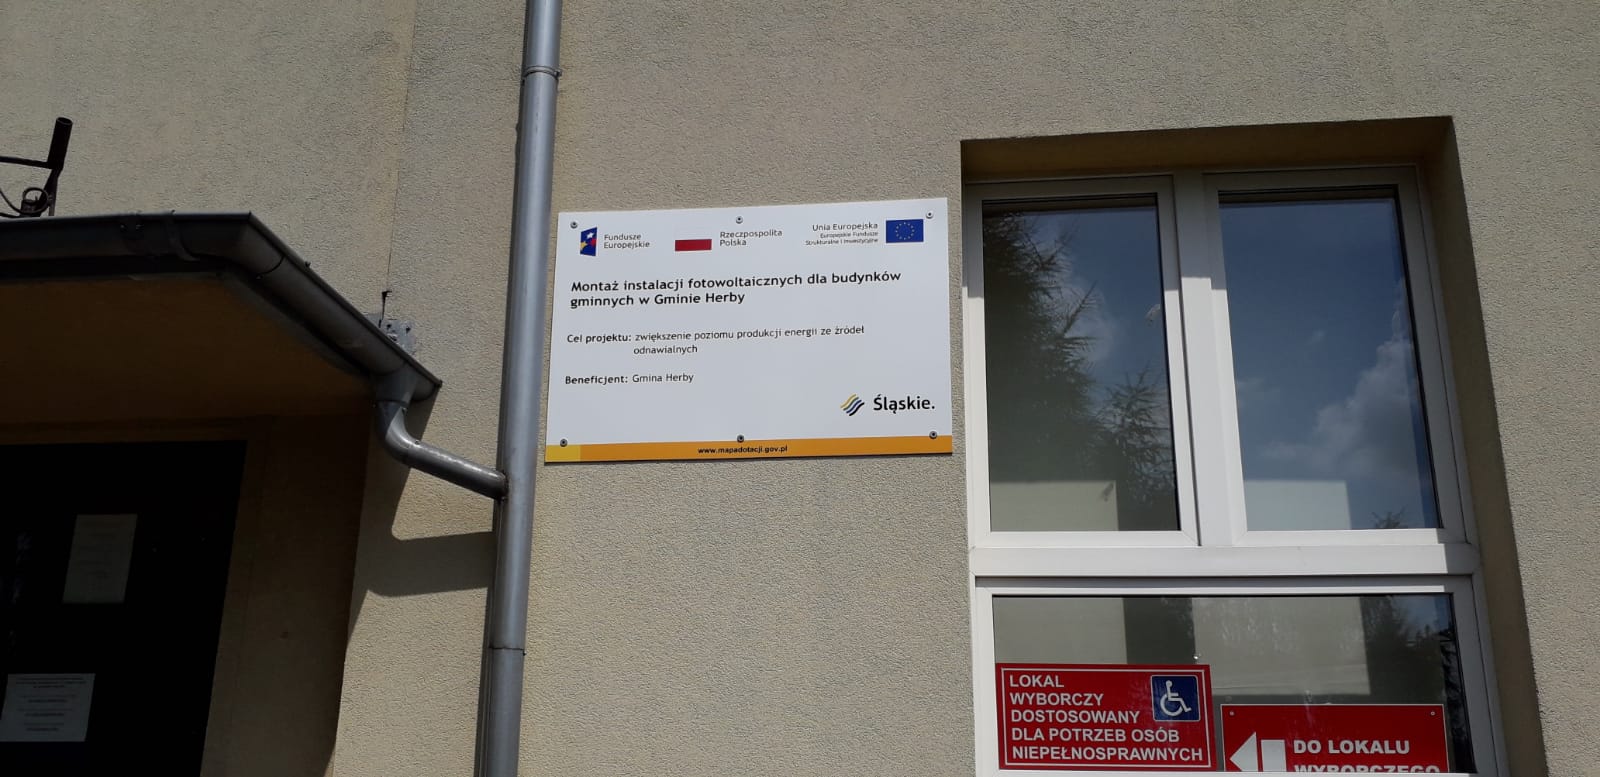 Fundusze
Europejskie
Rzeczpospolita
Polska
Unia Europejska
Europejskie Fundusze
Strukturalne i Inwestycyjne
Montaż instalacji fotowoltaicznych dla budynków
gminnych w Gminie Herby
Cel projektu: zwiększenie poziomu produkcji energii ze źródeł
odnawialnych
Beneficjent: Gmina Herby
Śląskie.
www.mapadotacji.gov.pl
LOKAL
WYBORCZY
DOSTOSOWANY
DLA POTRZEB OSÓB
NIEPEŁNOSPRAWNYCH
DO LOKALU
WYBORCZEGO